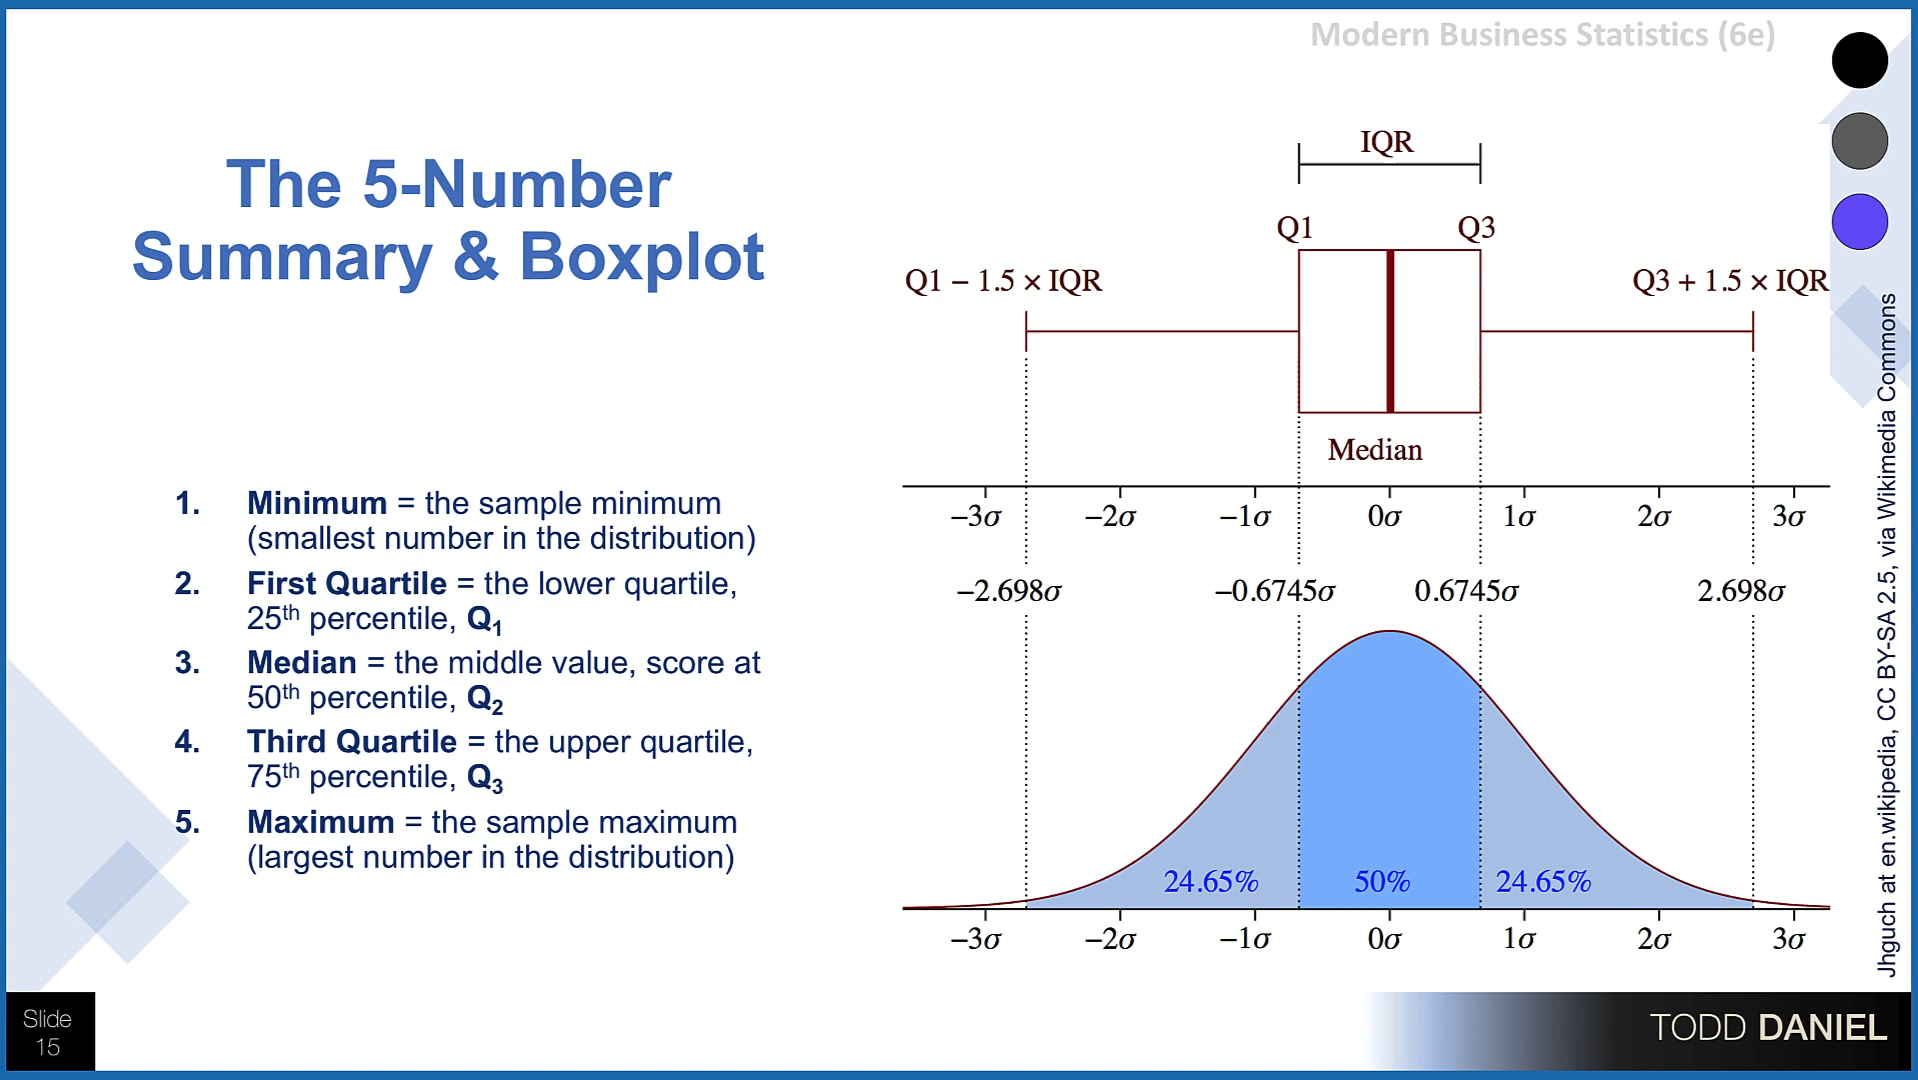 Modern Business Statistics (6e)
The 5-Number
Summary & Boxplot
1. Minimum = the sample minimum
(smallest number in the distribution)
2. First Quartile = the lower quartile,
25th percentile, Q1
3. Median = the middle value, score at
50th percentile, Q2
4. Third Quartile = the upper quartile,
75th percentile, Q3
5. Maximum = the sample maximum
(largest number in the distribution)
IQR
Q1 Q3
Q1 − 1.5 × IQR Q3 + 1.5 × IQR
Median
−3σ −2σ −1σ 0σ 1σ 2σ 3σ
−2.698σ −0.6745σ 0.6745σ 2.698σ
24.65% 50% 24.65%
−3σ −2σ −1σ 0σ 1σ 2σ 3σ
Jhguch at en.wikipedia, CC BY-SA 2.5, via Wikimedia Commons
Slide
15
TODD DANIEL